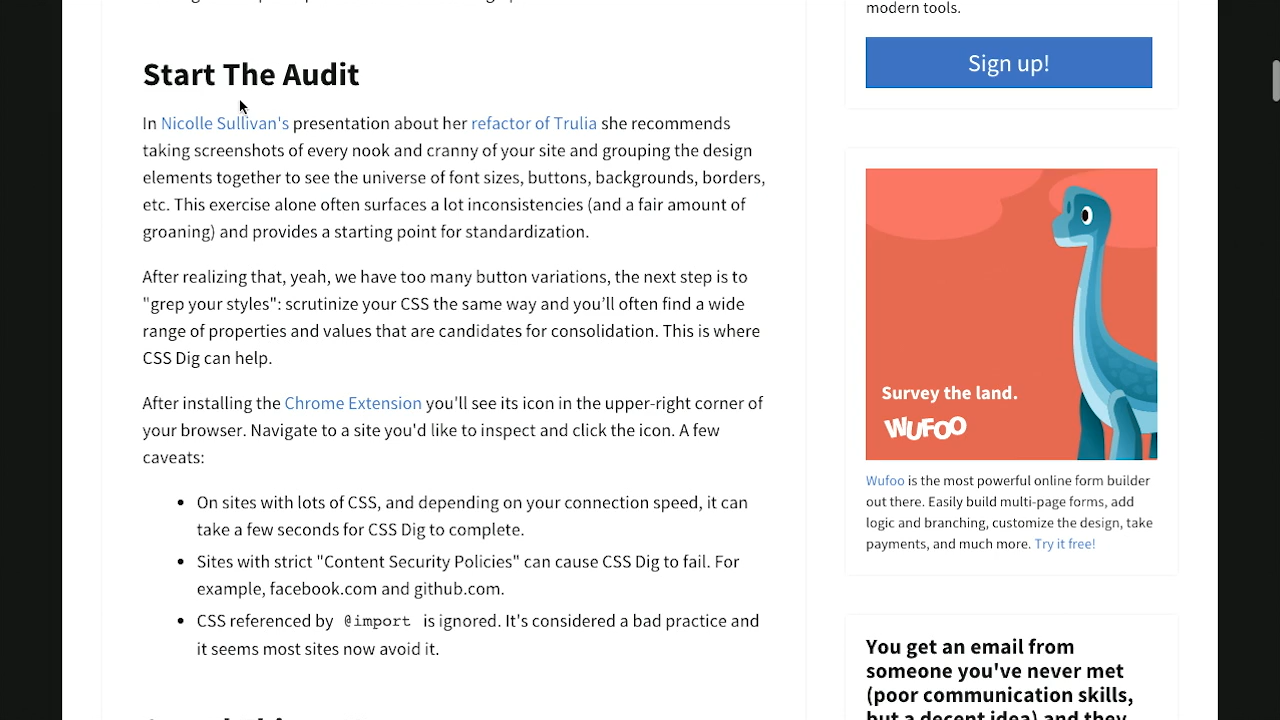 modern tools.
Sign up!
Start The Audit
In Nicolle Sullivan's presentation about her refactor of Trulia she recommends
taking screenshots of every nook and cranny of your site and grouping the design
elements together to see the universe of font sizes, buttons, backgrounds, borders,
etc. This exercise alone often surfaces a lot inconsistencies (and a fair amount of
groaning) and provides a starting point for standardization.
After realizing that, yeah, we have too many button variations, the next step is to
"grep your styles": scrutinize your CSS the same way and you’ll often find a wide
range of properties and values that are candidates for consolidation. This is where
CSS Dig can help.
After installing the Chrome Extension you'll see its icon in the upper-right corner of
your browser. Navigate to a site you'd like to inspect and click the icon. A few
caveats:
• On sites with lots of CSS, and depending on your connection speed, it can
take a few seconds for CSS Dig to complete.
• Sites with strict "Content Security Policies" can cause CSS Dig to fail. For
example, facebook.com and github.com.
• CSS referenced by @import is ignored. It's considered a bad practice and
it seems most sites now avoid it.
Survey the land.
WUFOO
Wufoo is the most powerful online form builder
out there. Easily build multi-page forms, add
logic and branching, customize the design, take
payments, and much more. Try it free!
You get an email from
someone you've never met
(poor communication skills,
but a decent idea) and they